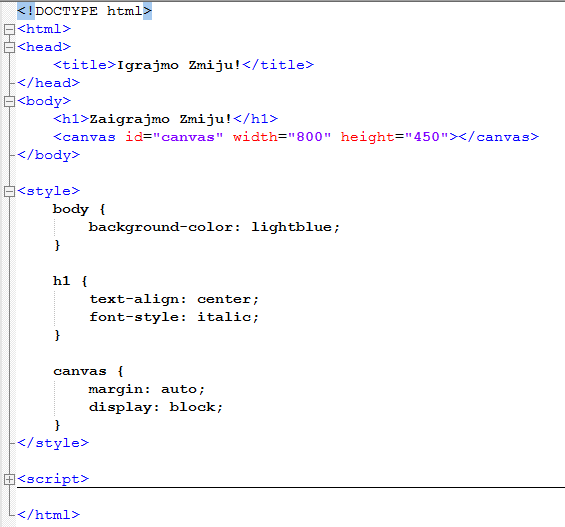 <!DOCTYPE html>
<html>
<head>
    <title>Igrajmo Zmiju!</title>
</head>
<body>
    <h1>Zaigrajmo Zmiju!</h1>
    <canvas id="canvas" width="800" height="450"></canvas>
</body>

<style>
    body {
        background-color: lightblue;
    }

    h1 {
        text-align: center;
        font-style: italic;
    }

    canvas {
        margin: auto;
        display: block;
    }
</style>

<script>

</html>